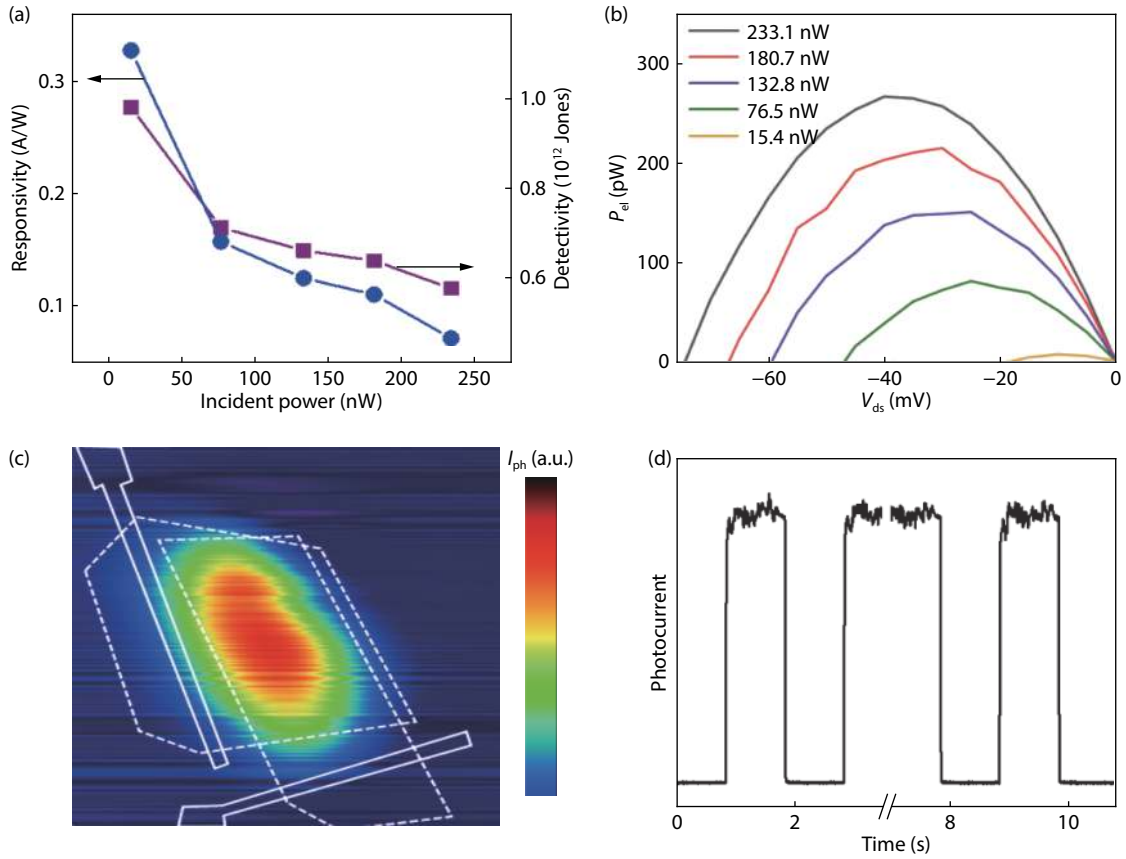 (a)
Responsivity (A/W)
0.3
0.2
0.1
1.0
0.8
0.6
Detectivity (10¹² Jones)
0
50
100
150
200
250
Incident power (nW)
(b)
233.1 nW
180.7 nW
132.8 nW
76.5 nW
15.4 nW
P_el (pW)
300
200
100
0
−60
−40
−20
0
V_ds (mV)
(c)
I_ph (a.u.)
(d)
Photocurrent
0
2
8
10
Time (s)